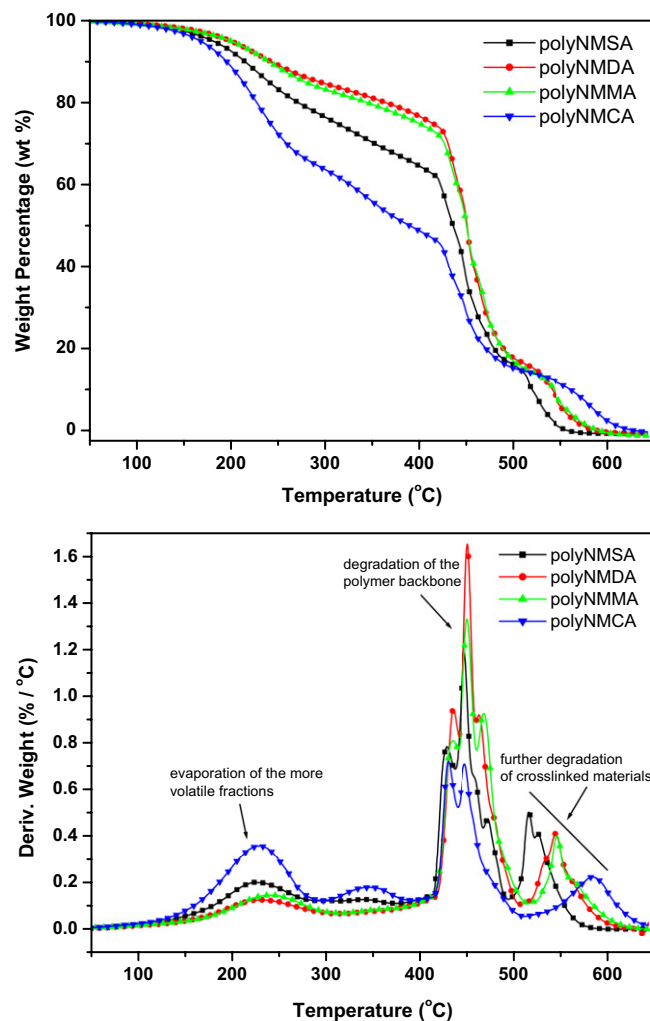 100
80
60
40
20
0
Weight Percentage (wt %)
polyNMSA
polyNMDA
polyNMMA
polyNMCA
100 200 300 400 500 600
Temperature (°C)
1.6
1.4
1.2
1.0
0.8
0.6
0.4
0.2
0.0
Deriv. Weight (% / °C)
degradation of the
polymer backbone
polyNMSA
polyNMDA
polyNMMA
polyNMCA
evaporation of the more
volatile fractions
further degradation
of crosslinked materials
100 200 300 400 500 600
Temperature (°C)